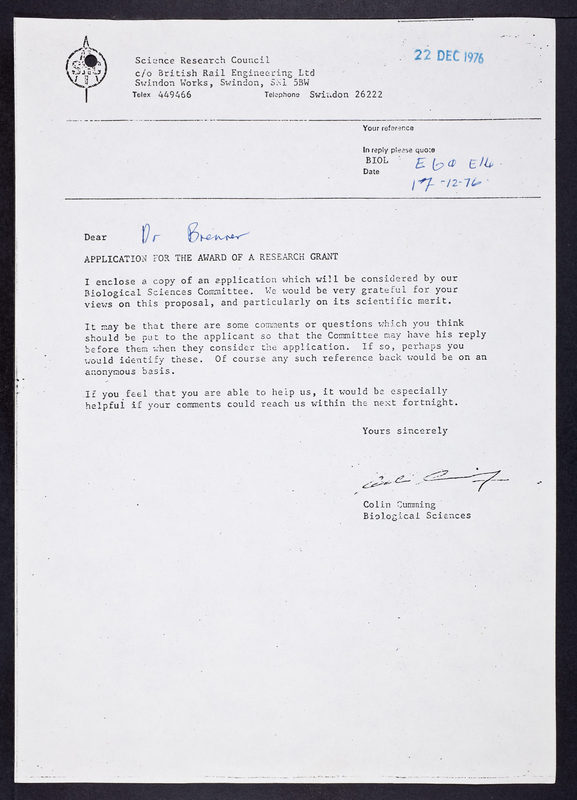 22 DEC 1976
SRC
Science Research Council
c/o British Rail Engineering Ltd
Swindon Works, Swindon, SN1 5BW
Telex 449466 Telephone Swindon 26222
Your reference
In reply please quote
BIOL
Date
17-12-76
Dear Dr Brenner
APPLICATION FOR THE AWARD OF A RESEARCH GRANT
I enclose a copy of an application which will be considered by our
Biological Sciences Committee. We would be very grateful for your
views on this proposal, and particularly on its scientific merit.
It may be that there are some comments or questions which you think
should be put to the applicant so that the Committee may have his reply
before them when they consider the application. If so, perhaps you
would identify these. Of course any such reference back would be on an
anonymous basis.
If you feel that you are able to help us, it would be especially
helpful if your comments could reach us within the next fortnight.
Yours sincerely
Colin Cumming
Biological Sciences